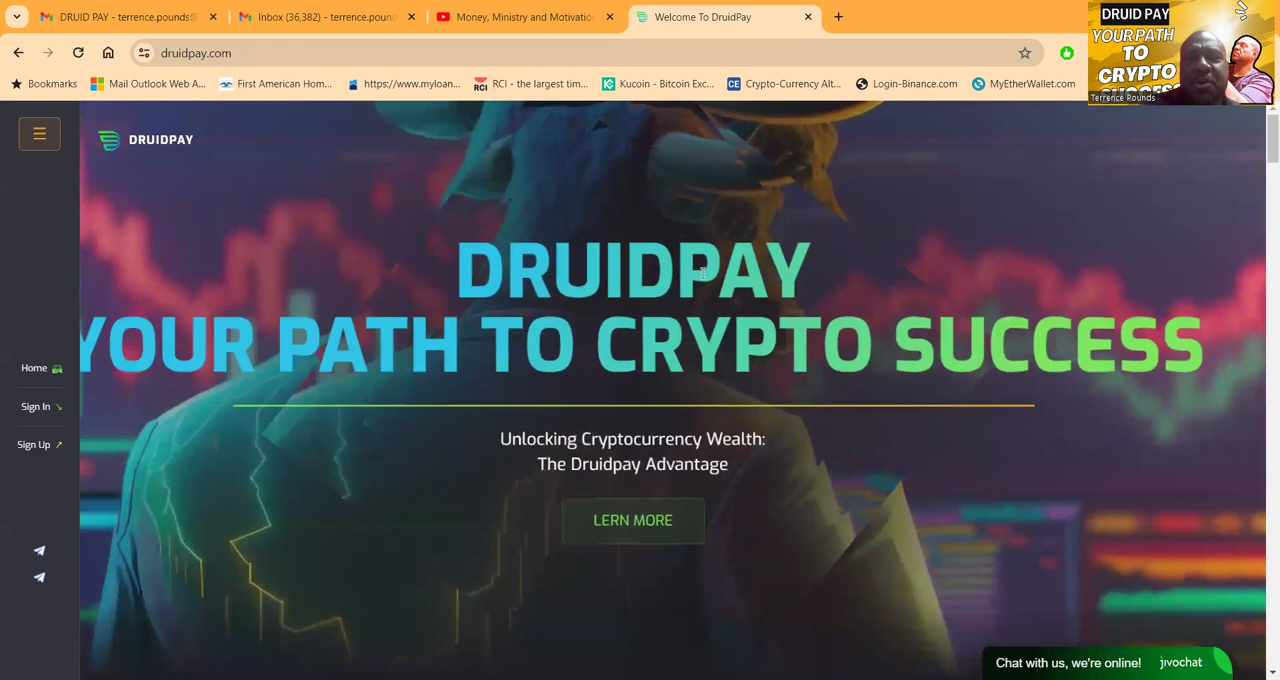 DRUID PAY - terrence.pounds@
Inbox (36,382) - terrence.pound
Money, Ministry and Motivation
Welcome To DruidPay
druidpay.com
Bookmarks
Mail Outlook Web A...
First American Hom...
https://www.myloan...
RCI - the largest tim...
Kucoin - Bitcoin Exc...
Crypto-Currency Alt...
Login-Binance.com
MyEtherWallet.com
DRUID PAY
YOUR PATH
TO
CRYPTO
SUCCESS
Terrence Pounds
DRUIDPAY
DRUIDPAY
YOUR PATH TO CRYPTO SUCCESS
Unlocking Cryptocurrency Wealth:
The Druidpay Advantage
LERN MORE
Home
Sign In
Sign Up
Chat with us, we're online!
jivochat